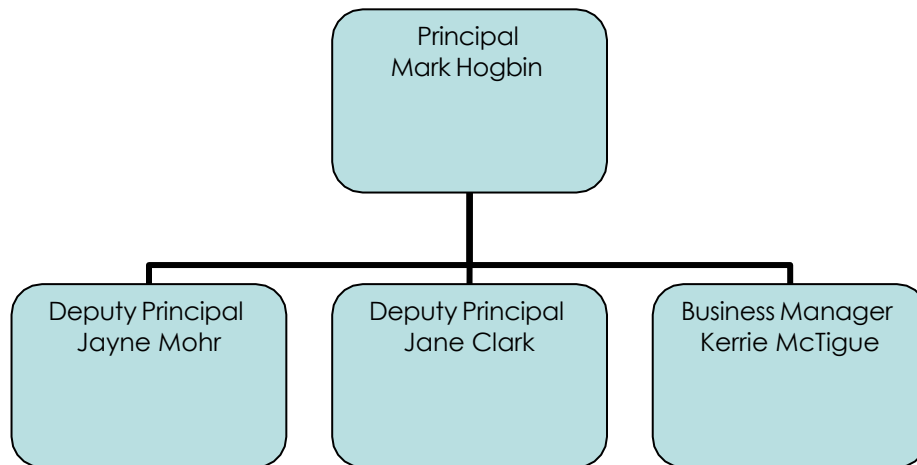 Principal
Mark Hogbin
Deputy Principal
Jayne Mohr
Deputy Principal
Jane Clark
Business Manager
Kerrie McTigue